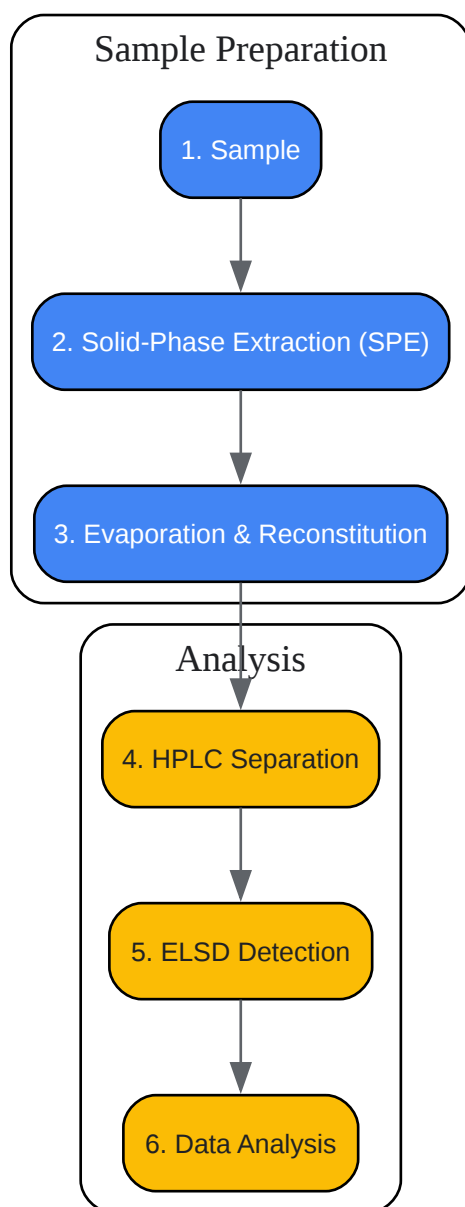 Sample Preparation
1. Sample
2. Solid-Phase Extraction (SPE)
3. Evaporation & Reconstitution
Analysis
4. HPLC Separation
5. ELSD Detection
6. Data Analysis